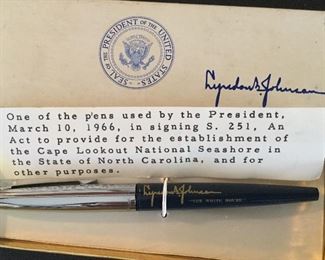 SEAL OF THE PRESIDENT OF THE UNITED STATES
Lyndon B. Johnson
One of the pens used by the President,
March 10, 1966, in signing S. 251, An
Act to provide for the establishment of
the Cape Lookout National Seashore in
the State of North Carolina, and for
other purposes.
Lyndon B. Johnson
THE WHITE HOUSE